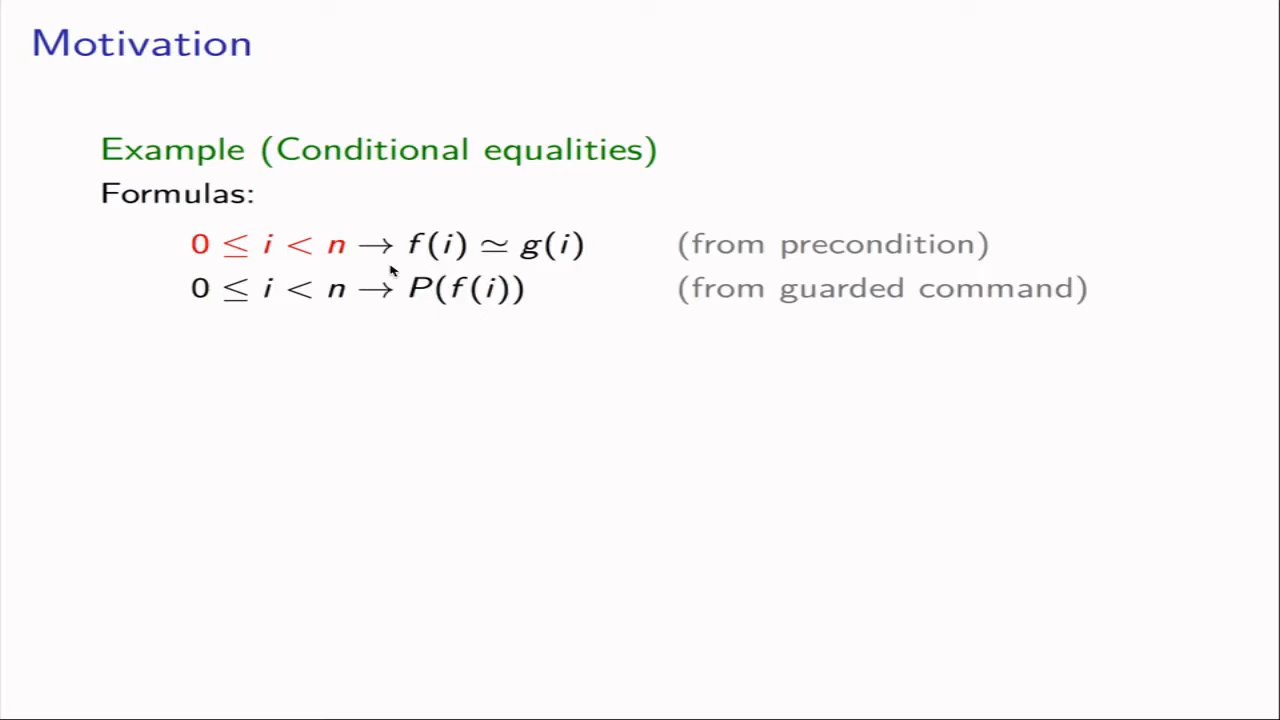 Motivation
Example (Conditional equalities)
Formulas:
0 ≤ i < n → f(i) ≃ g(i) (from precondition)
0 ≤ i < n → P(f(i)) (from guarded command)